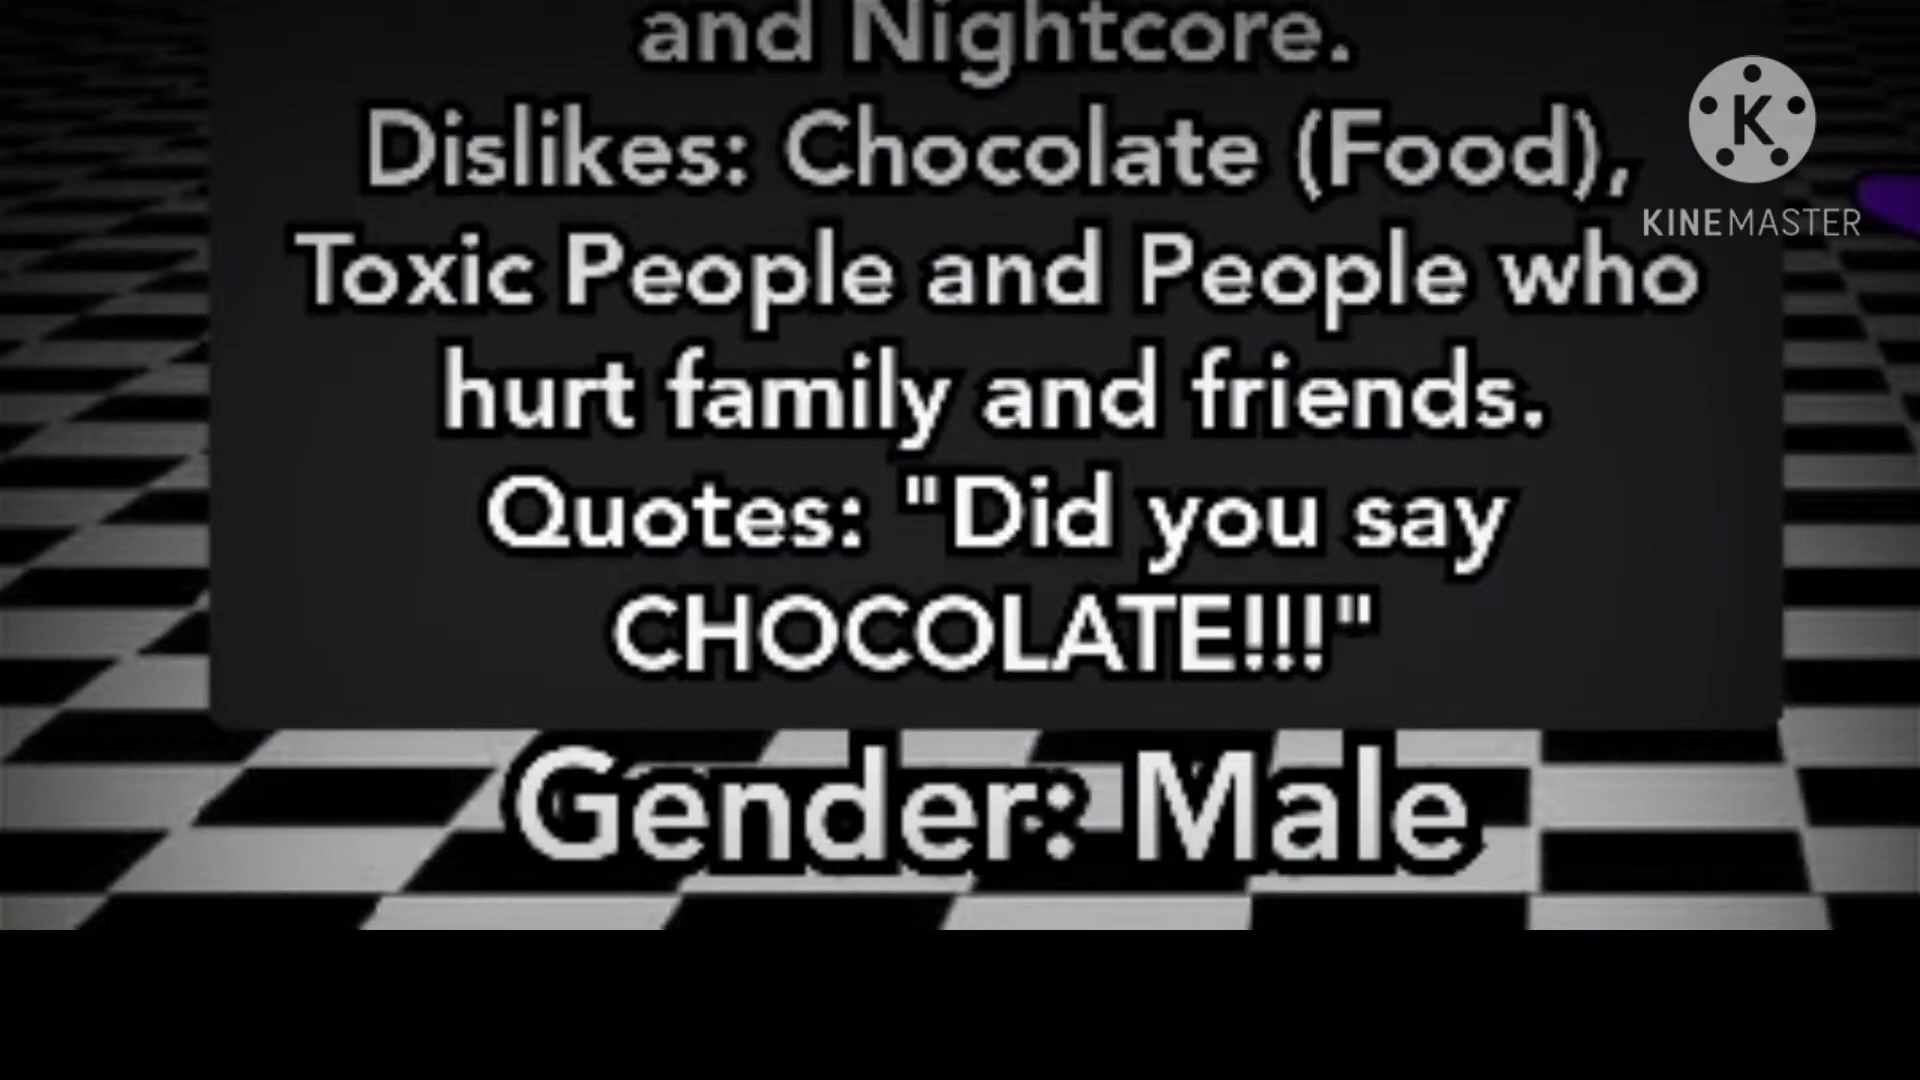 and Nightcore.
Dislikes: Chocolate (Food),
Toxic People and People who
hurt family and friends.
Quotes: "Did you say
CHOCOLATE!!!"
Gender: Male
K
KINEMASTER